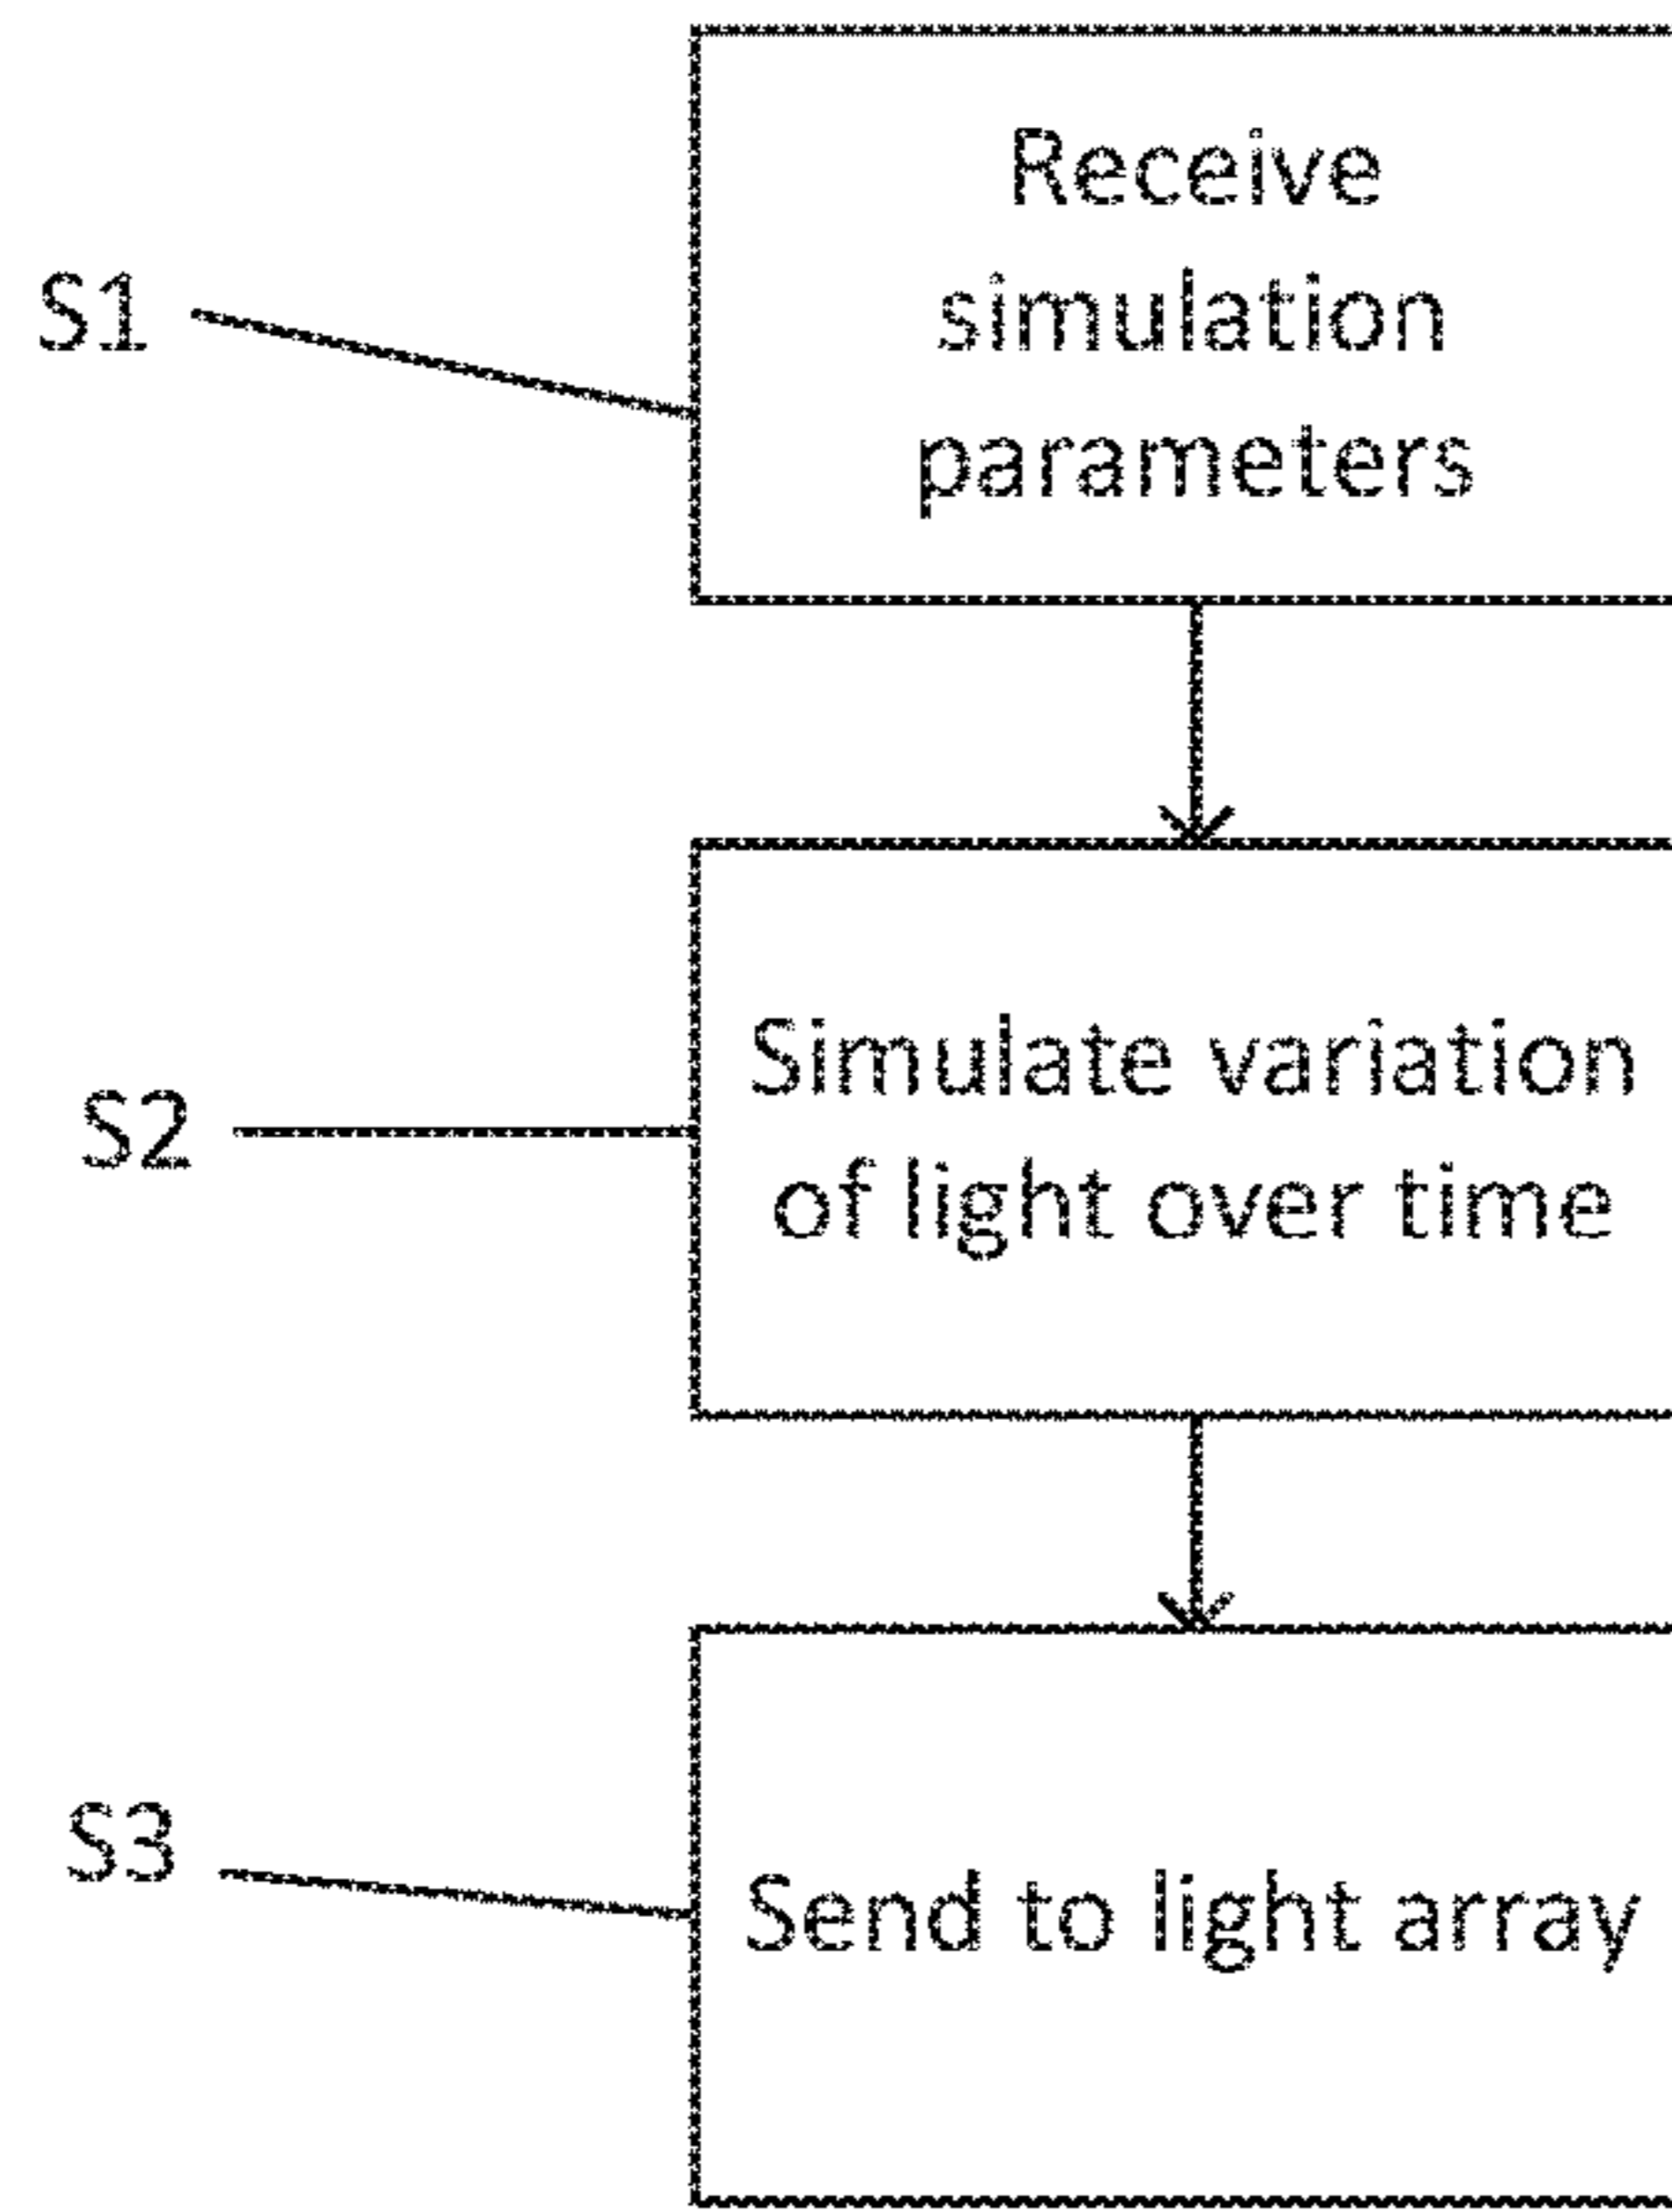 S1
Receive
simulation
parameters
S2
Simulate variation
of light over time
S3
Send to light array